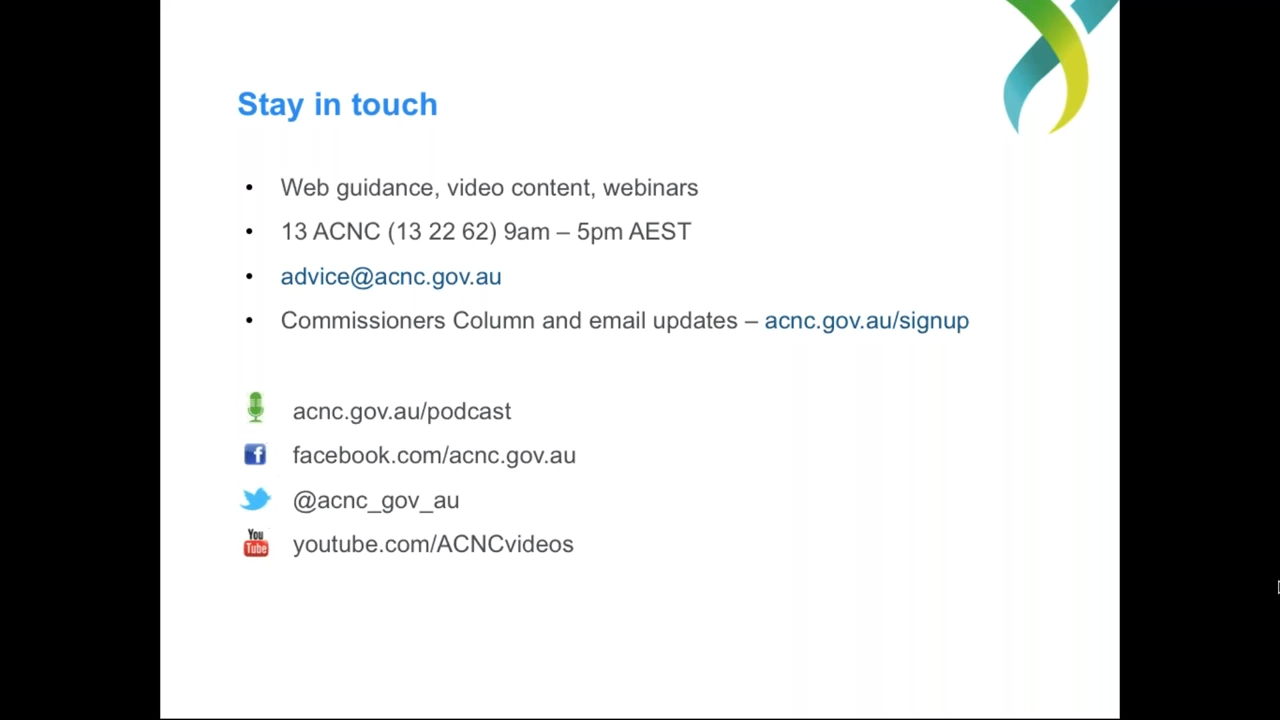 Stay in touch
• Web guidance, video content, webinars
• 13 ACNC (13 22 62) 9am – 5pm AEST
• advice@acnc.gov.au
• Commissioners Column and email updates – acnc.gov.au/signup
acnc.gov.au/podcast
f facebook.com/acnc.gov.au
@acnc_gov_au
You
Tube youtube.com/ACNCvideos